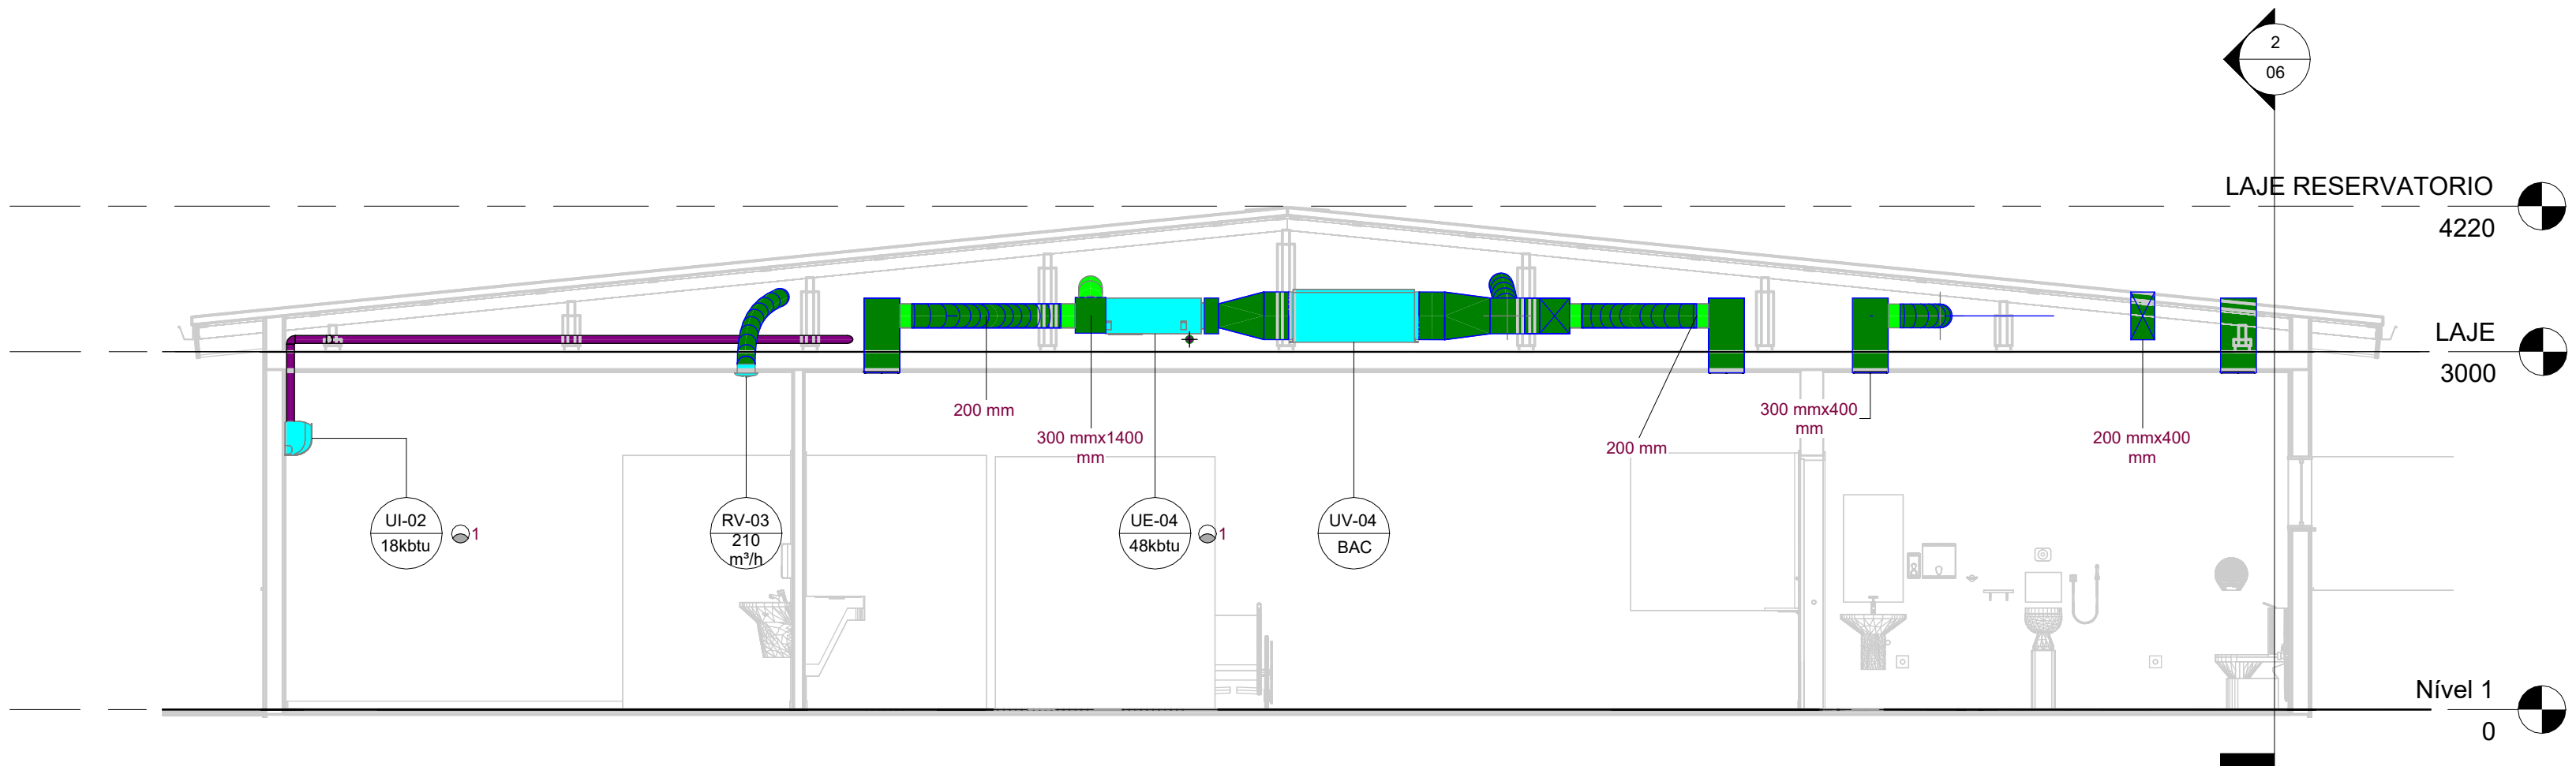 2
06
LAJE RESERVATORIO
4220
LAJE
3000
200 mm
300 mmx1400
mm
200 mm
300 mmx400
mm
200 mmx400
mm
UI-02
18kbtu
1
RV-03
210
m³/h
UE-04
48kbtu
1
UV-04
BAC
Nível 1
0